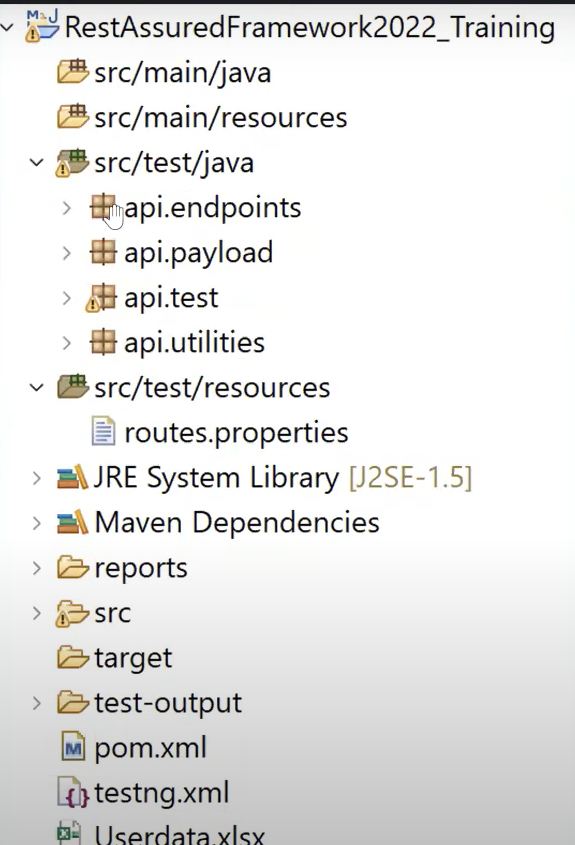 RestAssuredFramework2022_Training
src/main/java
src/main/resources
src/test/java
api.endpoints
api.payload
api.test
api.utilities
src/test/resources
routes.properties
JRE System Library [J2SE-1.5]
Maven Dependencies
reports
src
target
test-output
pom.xml
testng.xml
Userdata.xlsx